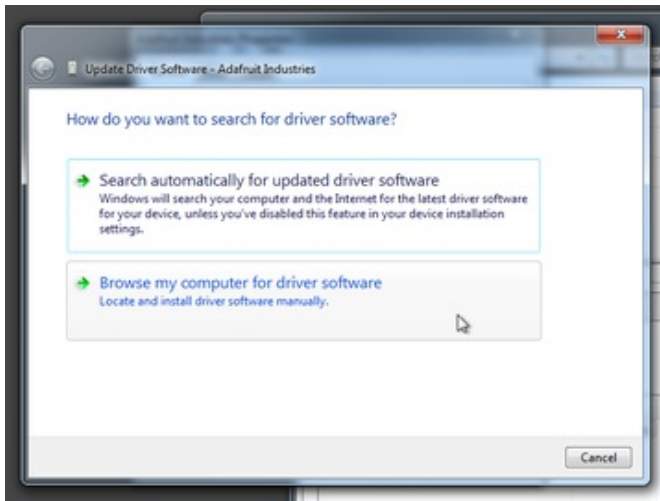 Update Driver Software - Adafruit Industries
How do you want to search for driver software?
Search automatically for updated driver software
Windows will search your computer and the Internet for the latest driver software
for your device, unless you've disabled this feature in your device installation
settings.
Browse my computer for driver software
Locate and install driver software manually.
Cancel